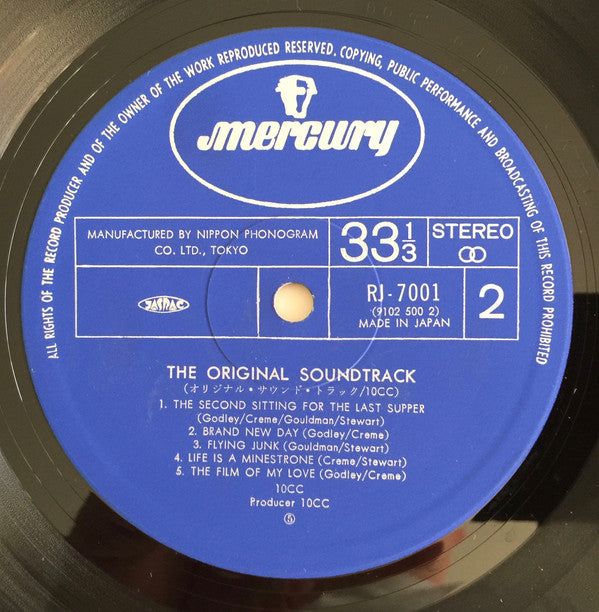 ALL RIGHTS OF THE RECORD PRODUCER AND OF THE OWNER OF THE WORK REPRODUCED RESERVED. COPYING, PUBLIC PERFORMANCE AND BROADCASTING OF THIS RECORD PROHIBITED
mercury
MANUFACTURED BY NIPPON PHONOGRAM
CO. LTD., TOKYO
33 1/3
STEREO
JASRAC
RJ-7001
(9102 500 2)
MADE IN JAPAN
2
THE ORIGINAL SOUNDTRACK
(オリジナル・サウンド・トラック/10CC)
1. THE SECOND SITTING FOR THE LAST SUPPER
(Godley/Creme/Gouldman/Stewart)
2. BRAND NEW DAY (Godley/Creme)
3. FLYING JUNK (Gouldman/Stewart)
4. LIFE IS A MINESTRONE (Creme/Stewart)
5. THE FILM OF MY LOVE (Godley/Creme)
10CC
Producer 10CC
⑤